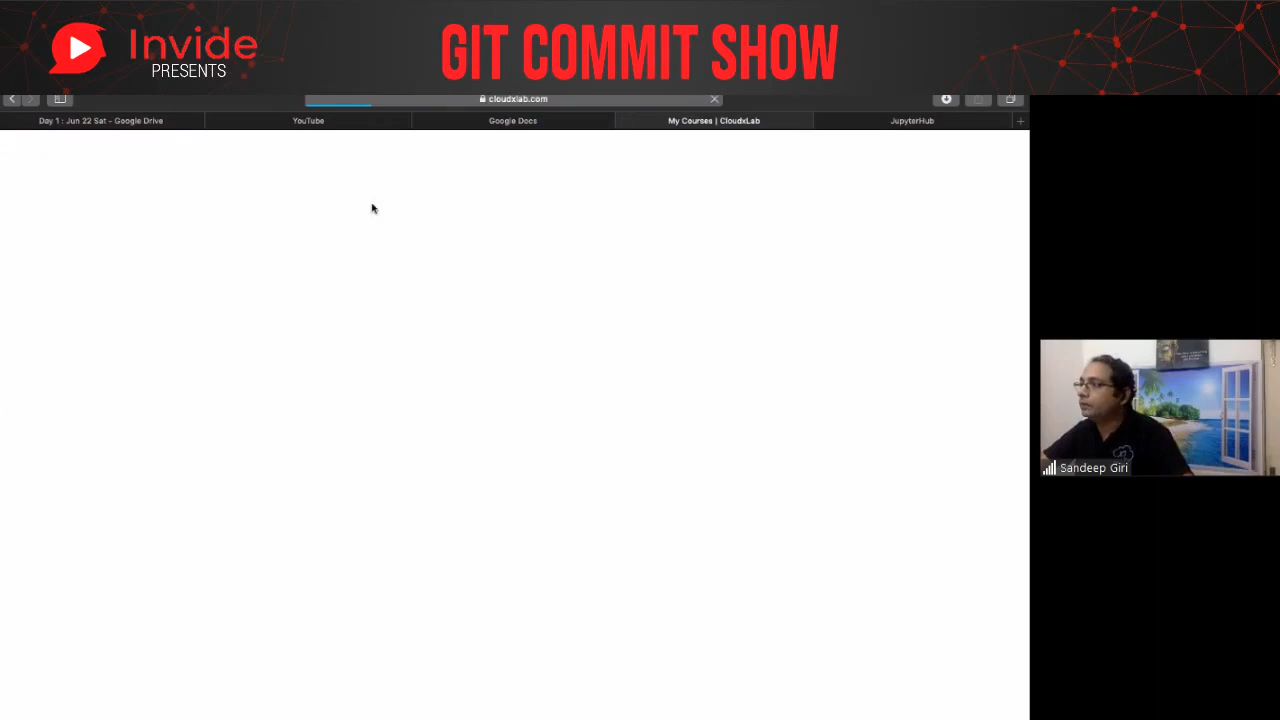 Invide
PRESENTS
GIT COMMIT SHOW
cloudxlab.com
Day 1 : Jun 22 Sat - Google Drive
YouTube
Google Docs
My Courses | CloudxLab
JupyterHub
Sandeep Giri